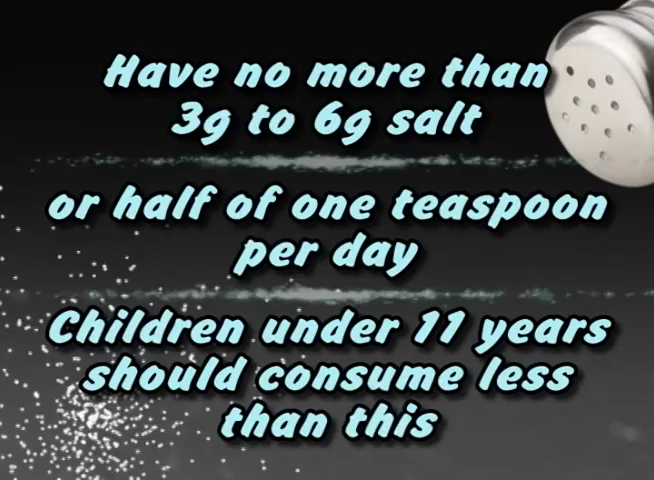 Have no more than
3g to 6g salt
or half of one teaspoon
per day
Children under 11 years
should consume less
than this